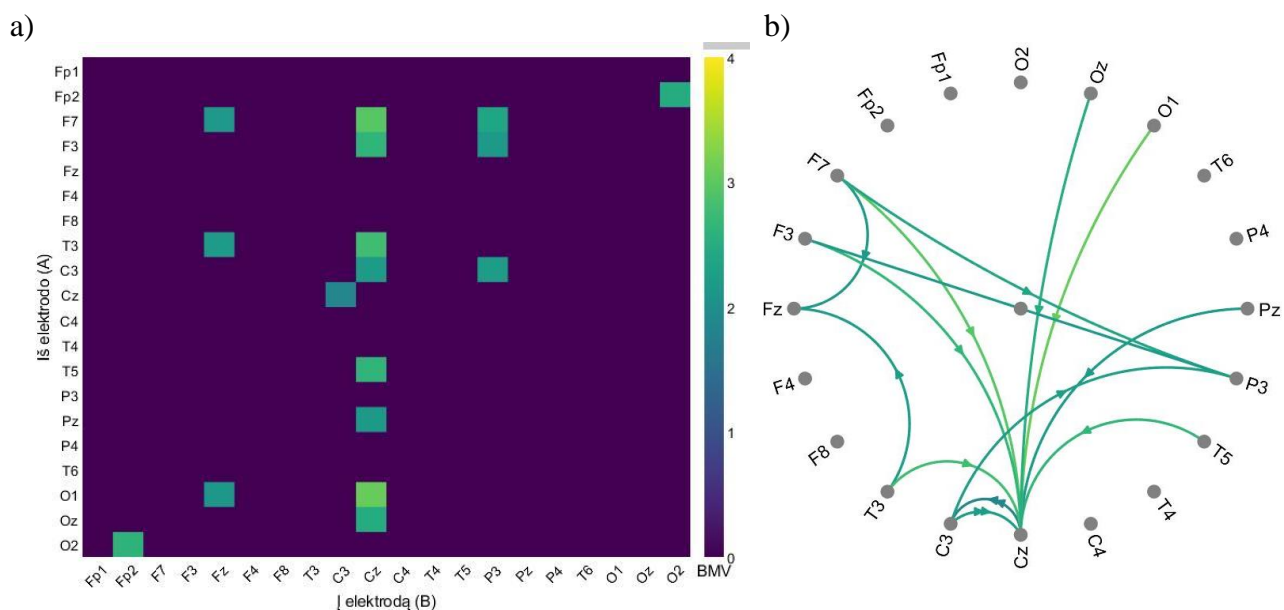 a)
Fp1
Fp2
F7
F3
Fz
F4
F8
T3
C3
Cz
C4
T4
T5
P3
Pz
P4
T6
O1
Oz
O2
Iš elektrodo (A)
Fp1 Fp2 F7 F3 Fz F4 F8 T3 C3 Cz C4 T4 T5 P3 Pz P4 T6 O1 Oz O2
Į elektrodą (B)
4
3
2
1
0
BMV
b)
O2
Oz
O1
T6
P4
Pz
P3
T5
T4
C4
Cz
C3
T3
F8
F4
Fz
F3
F7
Fp2
Fp1